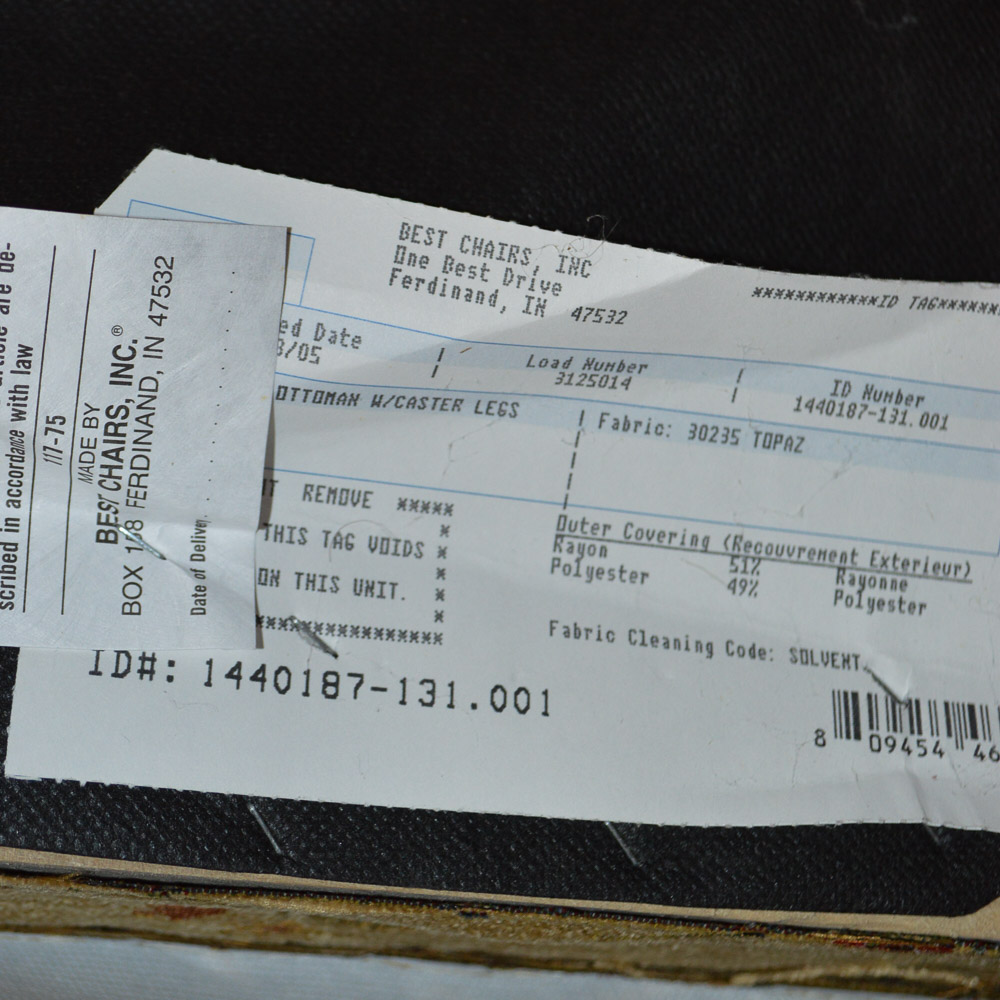 scribed in accordance with law
117-75
MADE BY
BEST CHAIRS, INC.®
BOX 158 FERDINAND, IN 47532
Date of Delivery
BEST CHAIRS, INC
One Best Drive
Ferdinand, IN 47532
************ID TAG******
ed Date
/05
Load Number
3125014
ID Number
1440187-131.001
OTTOMAN W/CASTER LEGS
Fabric: 30235 TOPAZ
REMOVE *****
THIS TAG VOIDS *
*
ON THIS UNIT. *
*
***************
Outer Covering (Recouvrement Exterieur)
Rayon 51% Rayonne
Polyester 49% Polyester
Fabric Cleaning Code: SOLVENT
ID#: 1440187-131.001
8 09454 46